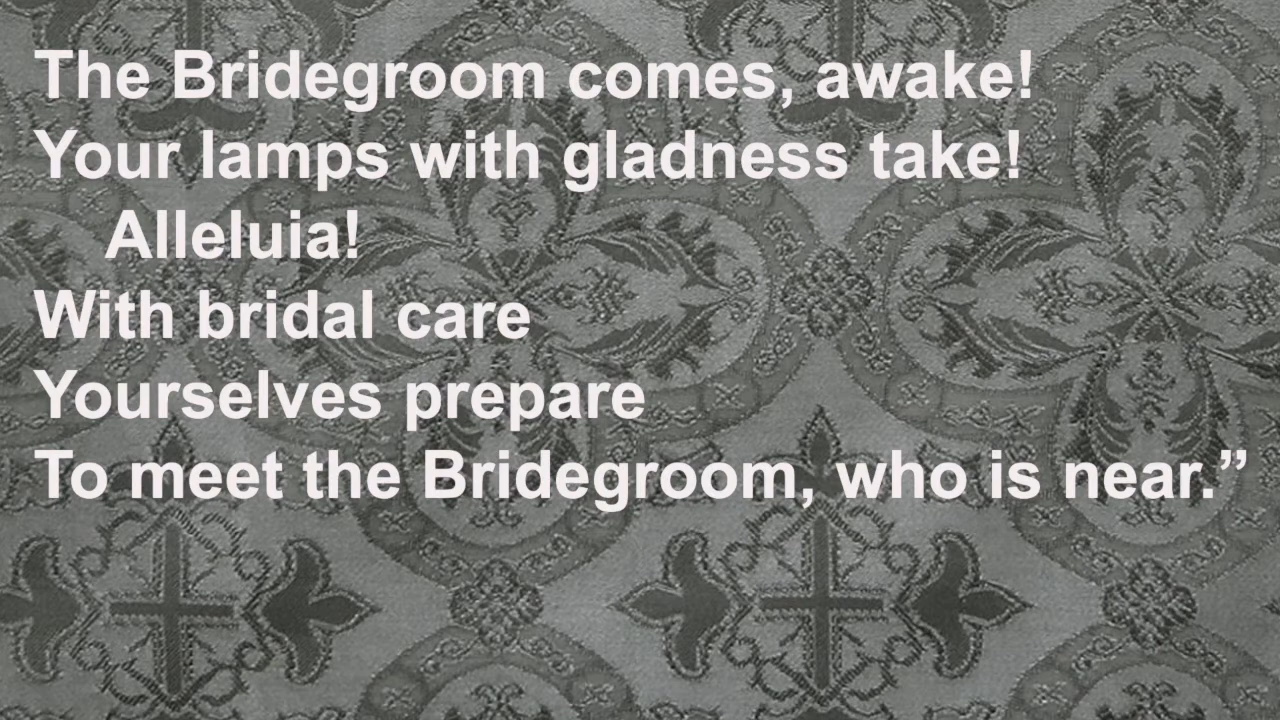 The Bridegroom comes, awake!
Your lamps with gladness take!
Alleluia!
With bridal care
Yourselves prepare
To meet the Bridegroom, who is near.”